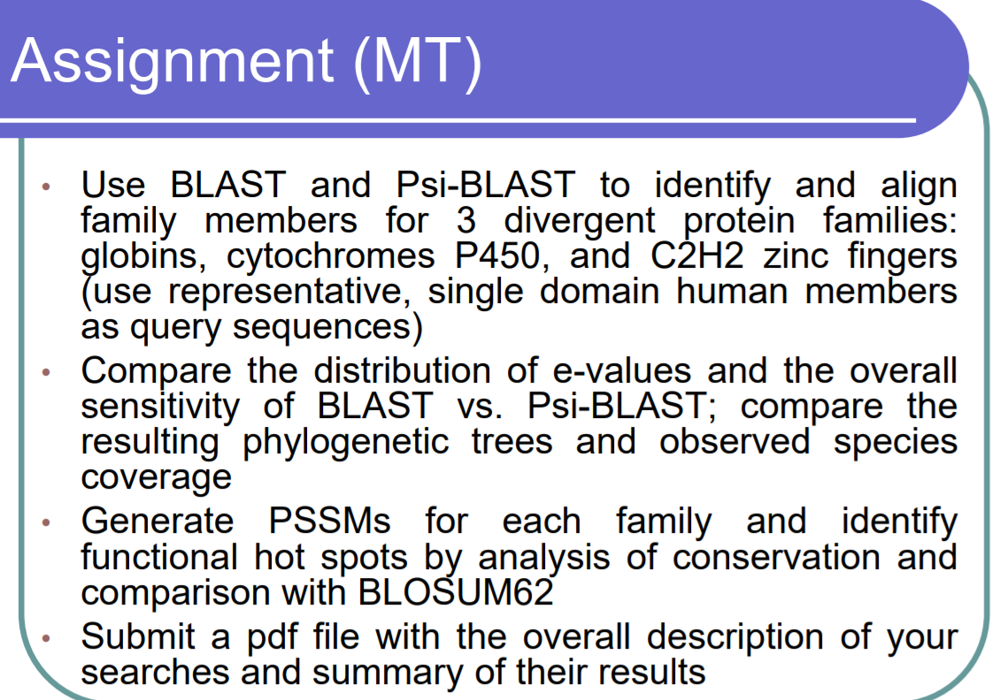 Assignment (MT)
• Use BLAST and Psi-BLAST to identify and align
family members for 3 divergent protein families:
globins, cytochromes P450, and C2H2 zinc fingers
(use representative, single domain human members
as query sequences)
• Compare the distribution of e-values and the overall
sensitivity of BLAST vs. Psi-BLAST; compare the
resulting phylogenetic trees and observed species
coverage
• Generate PSSMs for each family and identify
functional hot spots by analysis of conservation and
comparison with BLOSUM62
• Submit a pdf file with the overall description of your
searches and summary of their results